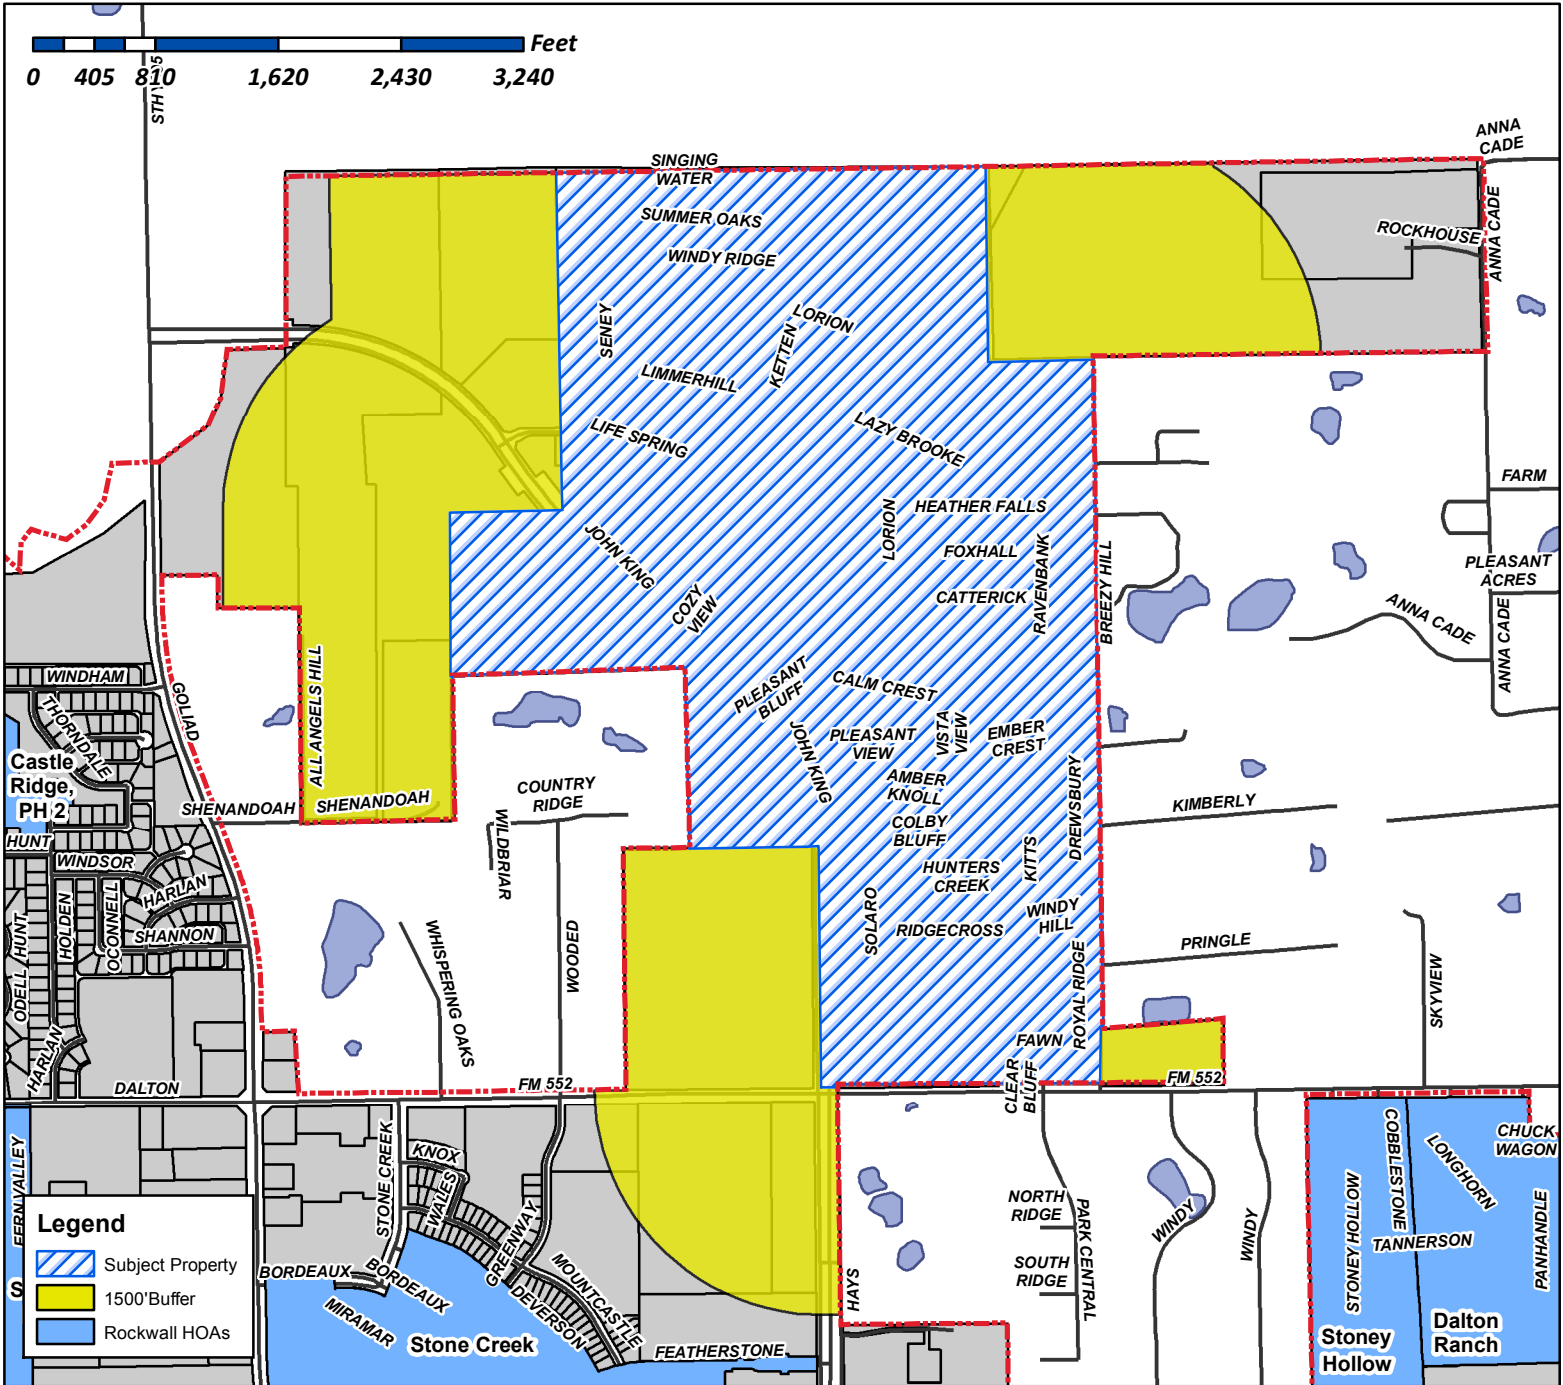 Feet
0 405 810 1,620 2,430 3,240
ANNA
CADE
SINGING
WATER
SUMMER OAKS
WINDY RIDGE
ANNA CADE
ROCKHOUSE
SENEY
KETTEN
LORION
LIMMERHILL
LIFE SPRING
LAZY BROOKE
FARM
HEATHER FALLS
LORION
FOXHALL
JOHN KING
RAVENBANK
BREEZY HILL
PLEASANT
ACRES
CATTERICK
COZY
VIEW
ANNA CADE
ANNA CADE
WINDHAM
THORNDALE
GOLIAD
ALL ANGELS HILL
PLEASANT
BLUFF
CALM CREST
JOHN KING
PLEASANT
VIEW
VISTA
VIEW
EMBER
CREST
Castle
Ridge,
PH 2
AMBER
KNOLL
COLBY
BLUFF
DREWSBURY
KIMBERLY
SHENANDOAH
SHENANDOAH
COUNTRY
RIDGE
WILDBRIAR
HUNT
WINDSOR
HARLAN
HUNT
HOLDEN
OCONNELL
SHANNON
ODELL
HUNTERS
CREEK
KITTS
SOLARO
RIDGECROSS
WINDY
HILL
PRINGLE
WHISPERING OAKS
WOODED
ROYAL RIDGE
SKYVIEW
HARLAN
FAWN
DALTON
FM 552
CLEAR
BLUFF
FM 552
FERN VALLEY
STONE CREEK
KNOX
WALES
GREENWAY
COBBLESTONE
LONGHORN
CHUCK
WAGON
NORTH
RIDGE
SOUTH
RIDGE
PARK CENTRAL
WINDY
WINDY
STONEY HOLLOW
TANNERSON
PANHANDLE
Legend
Subject Property
1500'Buffer
Rockwall HOAs
S
BORDEAUX
BORDEAUX
MIRAMAR
Stone Creek
DEVERSON
MOUNTCASTLE
FEATHERSTONE
HAYS
Stoney
Hollow
Dalton
Ranch